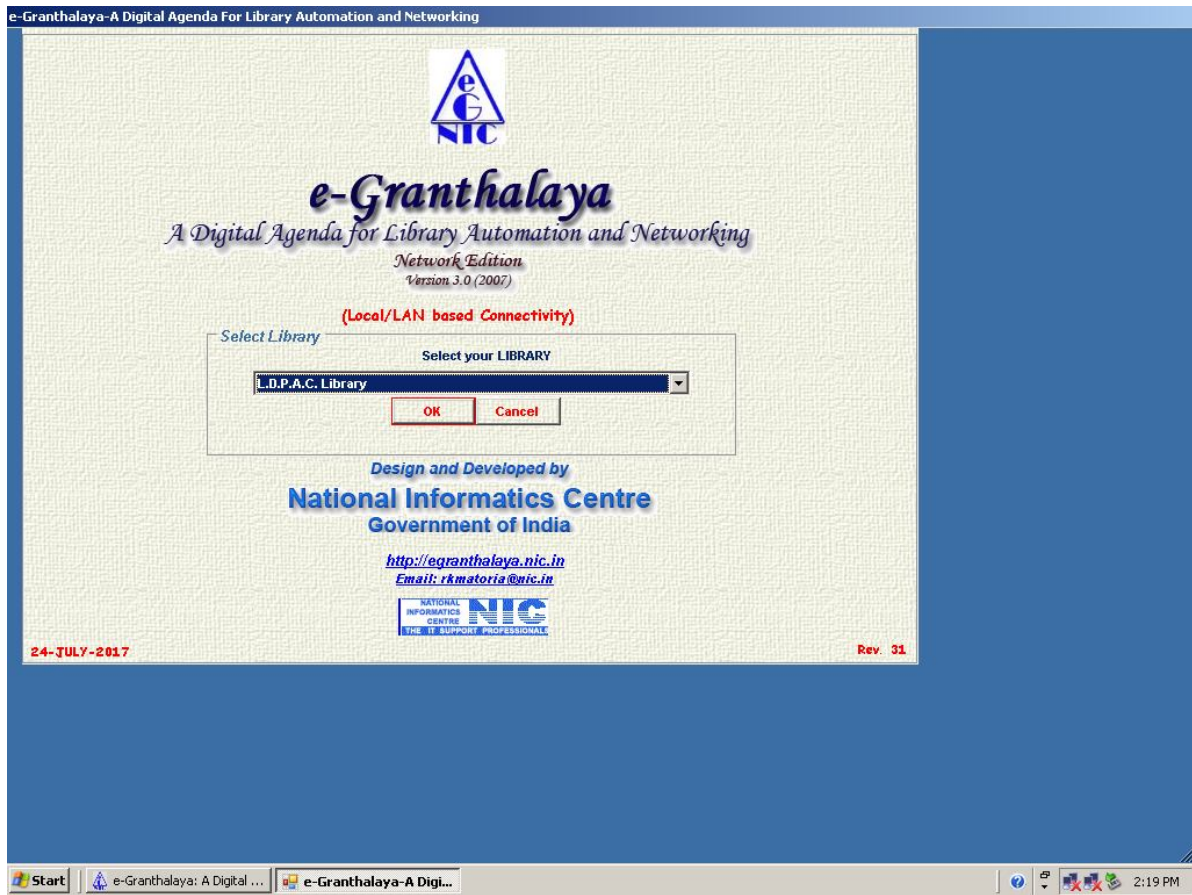 e-Granthalaya-A Digital Agenda For Library Automation and Networking
e
G
NIC
e-Granthalaya
A Digital Agenda for Library Automation and Networking
Network Edition
Version 3.0 (2007)
(Local/LAN based Connectivity)
Select Library
Select your LIBRARY
L.D.P.A.C. Library
OK Cancel
Design and Developed by
National Informatics Centre
Government of India
http://egranthalaya.nic.in
Email: rkmatoria@nic.in
NATIONAL
INFORMATICS
CENTRE
NIC
THE IT SUPPORT PROFESSIONALS
24-JULY-2017 Rev. 31
Start e-Granthalaya: A Digital ... e-Granthalaya-A Digi... 2:19 PM